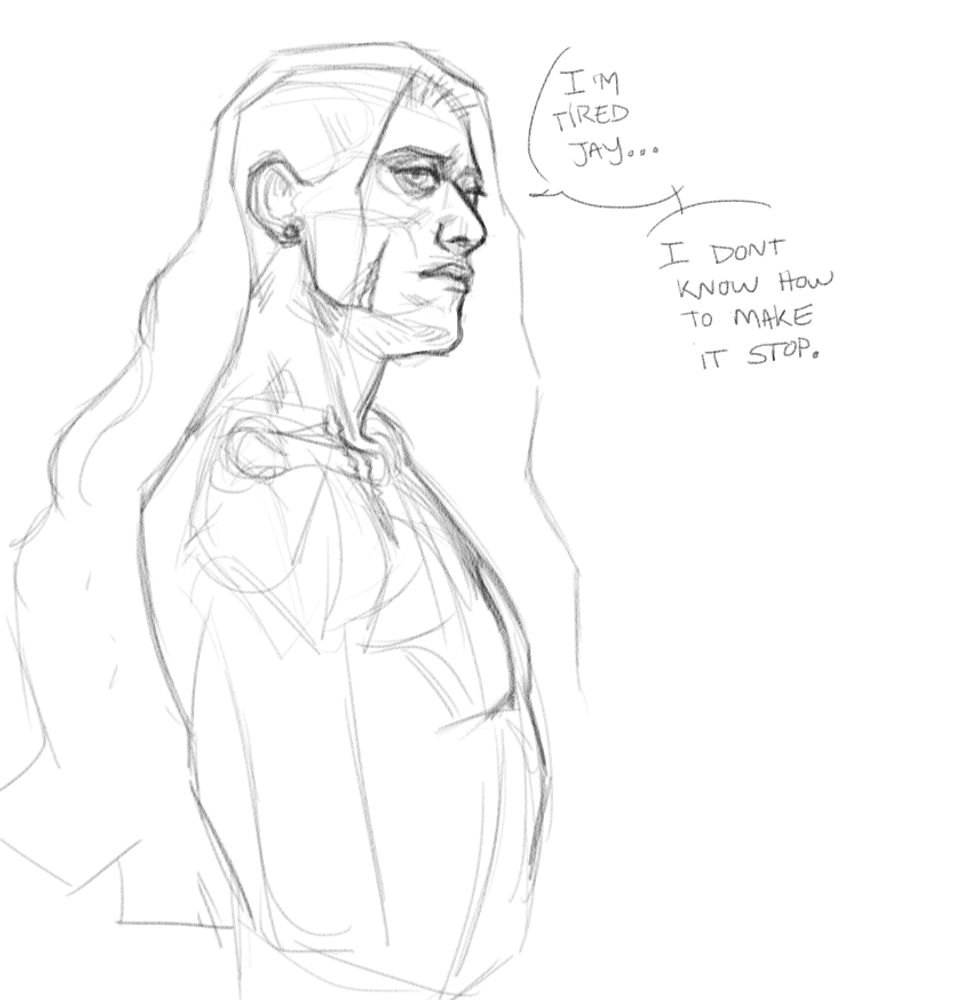 I'M
TIRED
JAY...
I DONT
KNOW HOW
TO MAKE
IT STOP.